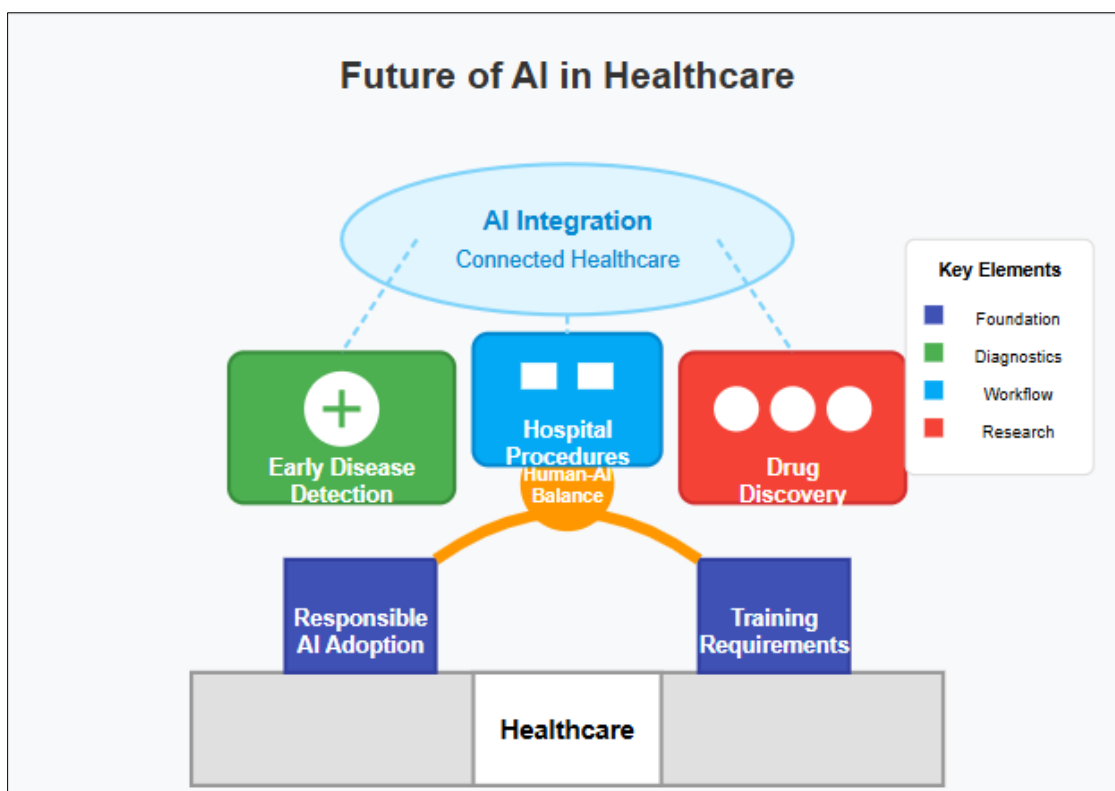 Future of AI in Healthcare
AI Integration
Connected Healthcare
Key Elements
Foundation
Diagnostics
Workflow
Research
Early Disease
Detection
Hospital
Procedures
Drug
Discovery
Human-AI
Balance
Responsible
AI Adoption
Training
Requirements
Healthcare